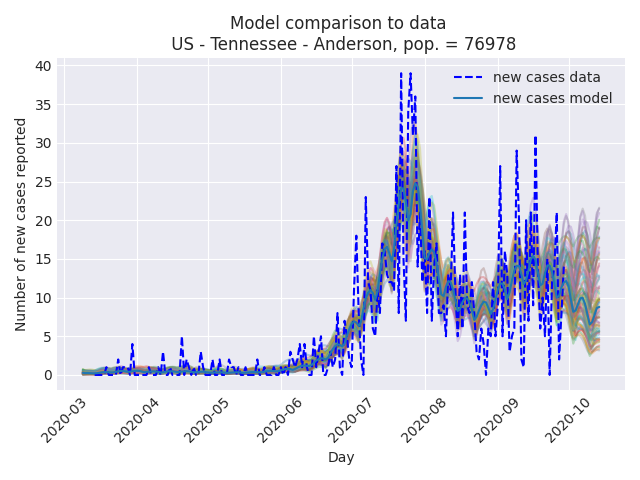 Model comparison to data
US - Tennessee - Anderson, pop. = 76978
new cases data
new cases model
Number of new cases reported
40
35
30
25
20
15
10
5
0
2020-03
2020-04
2020-05
2020-06
2020-07
2020-08
2020-09
2020-10
Day